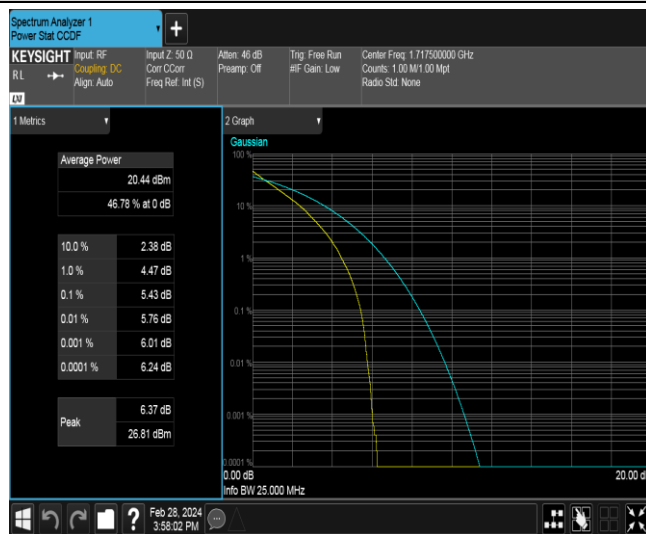 Spectrum Analyzer 1
Power Stat CCDF
+
KEYSIGHT
RL
LXI
Input: RF
Coupling: DC
Align: Auto
Input Z: 50 Ω
Corr CCorr
Freq Ref: Int (S)
Atten: 46 dB
Preamp: Off
Trig: Free Run
#IF Gain: Low
Center Freq: 1.717500000 GHz
Counts: 1.00 M/1.00 Mpt
Radio Std: None
1 Metrics
Average Power
20.44 dBm
46.78 % at 0 dB
10.0 % 2.38 dB
1.0 % 4.47 dB
0.1 % 5.43 dB
0.01 % 5.76 dB
0.001 % 6.01 dB
0.0001 % 6.24 dB
Peak
6.37 dB
26.81 dBm
2 Graph
Gaussian
100 %
10 %
1 %
0.1 %
0.01 %
0.001 %
0.0001 %
0.00 dB
20.00 d
Info BW 25.000 MHz
?
Feb 28, 2024
3:58:02 PM